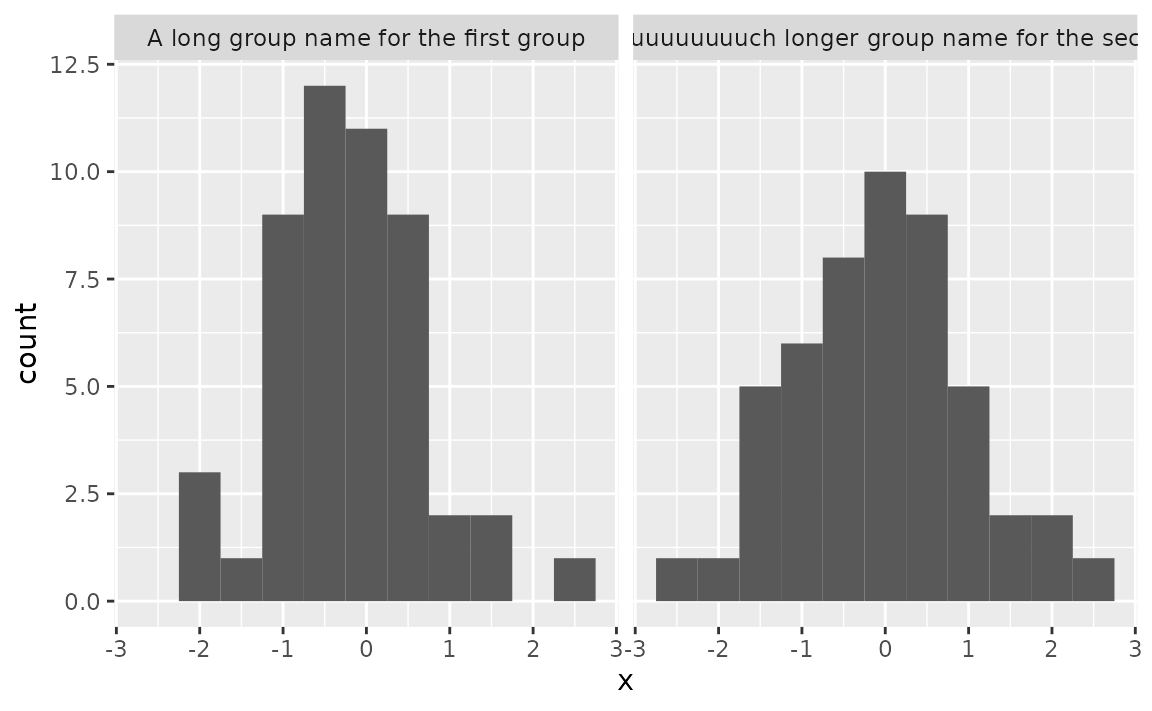 A long group name for the first group
uuuuuuuuch longer group name for the sec
12.5
10.0
7.5
5.0
2.5
0.0
count
-3 -2 -1 0 1 2 3
-3 -2 -1 0 1 2 3
x